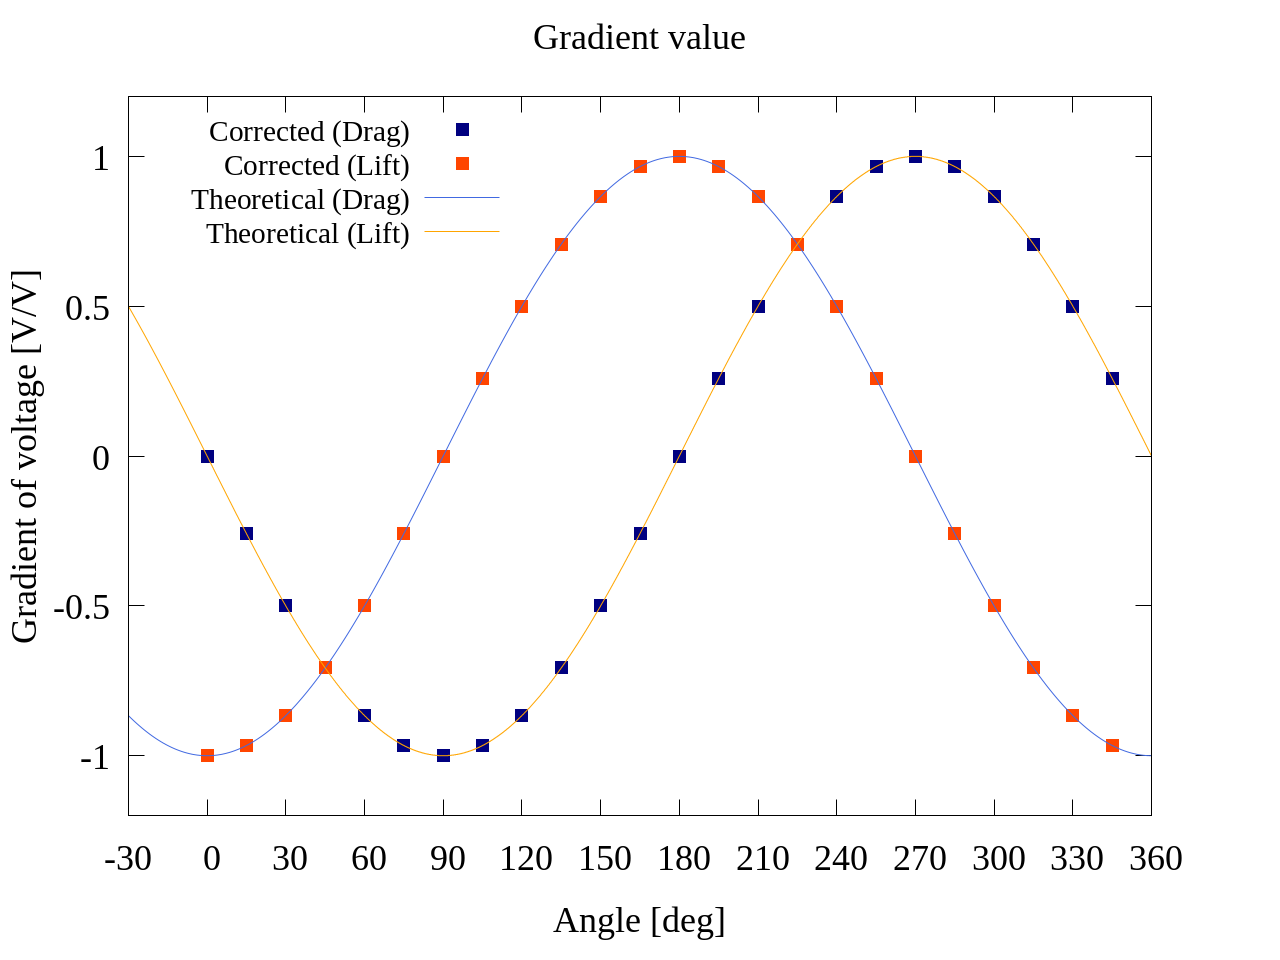 Gradient value
Corrected (Drag)
Corrected (Lift)
Theoretical (Drag)
Theoretical (Lift)
1
0.5
0
-0.5
-1
Gradient of voltage [V/V]
-30 0 30 60 90 120 150 180 210 240 270 300 330 360
Angle [deg]